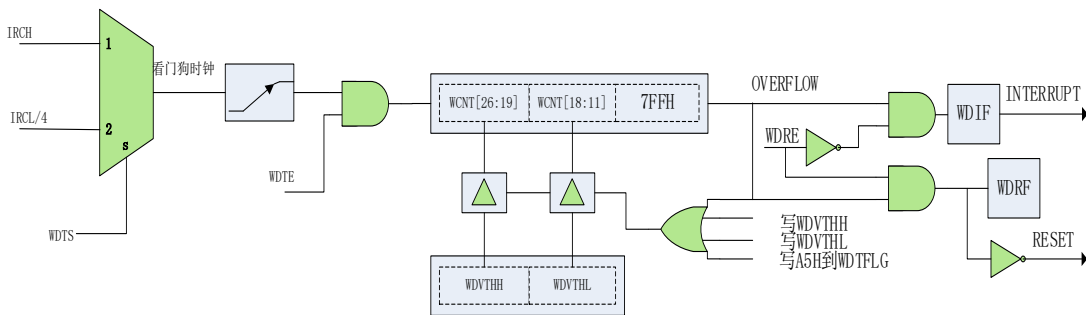 IRCH
1
看门狗时钟
IRCL/4
2
s
WDTS
WDTE
WCNT[26:19]
WCNT[18:11]
7FFH
OVERFLOW
WDRE
WDIF
INTERRUPT
WDRF
RESET
写WDVTHH
写WDVTHL
写A5H到WDTFLG
WDVTHH
WDVTHL